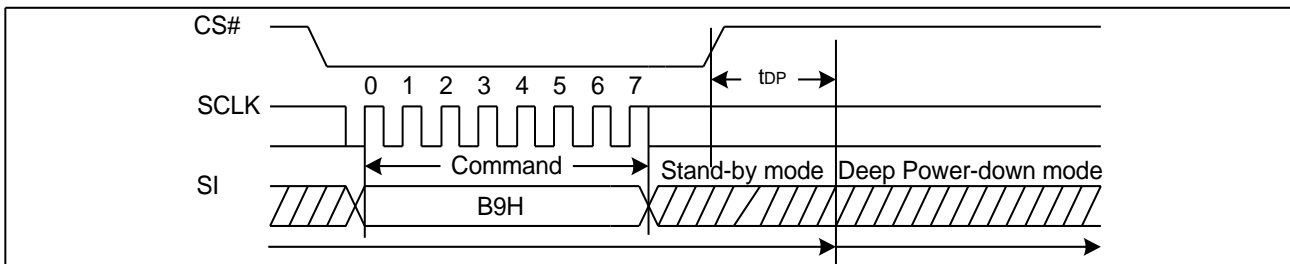 CS#
tDP
0 1 2 3 4 5 6 7
SCLK
Command
Stand-by mode Deep Power-down mode
SI
B9H